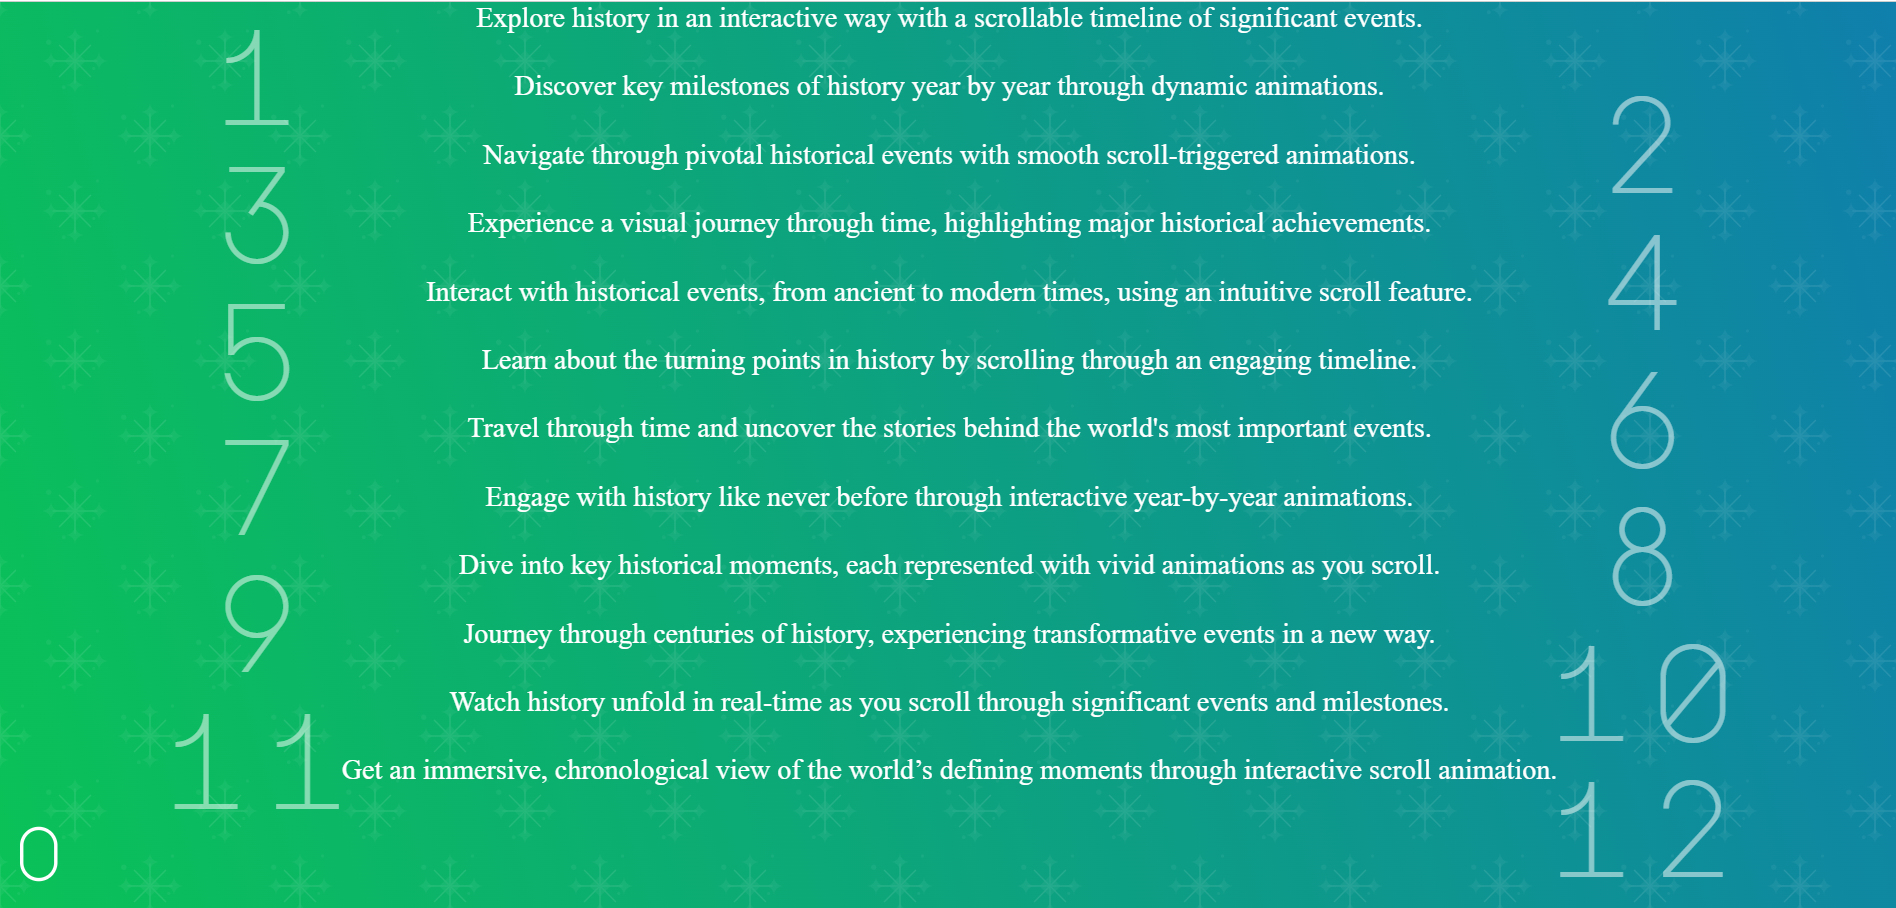 Explore history in an interactive way with a scrollable timeline of significant events.
1
Discover key milestones of history year by year through dynamic animations.
2
Navigate through pivotal historical events with smooth scroll-triggered animations.
3
Experience a visual journey through time, highlighting major historical achievements.
4
Interact with historical events, from ancient to modern times, using an intuitive scroll feature.
5
Learn about the turning points in history by scrolling through an engaging timeline.
6
Travel through time and uncover the stories behind the world's most important events.
7
Engage with history like never before through interactive year-by-year animations.
8
Dive into key historical moments, each represented with vivid animations as you scroll.
9
Journey through centuries of history, experiencing transformative events in a new way.
10
Watch history unfold in real-time as you scroll through significant events and milestones.
11
Get an immersive, chronological view of the world’s defining moments through interactive scroll animation.
12
0